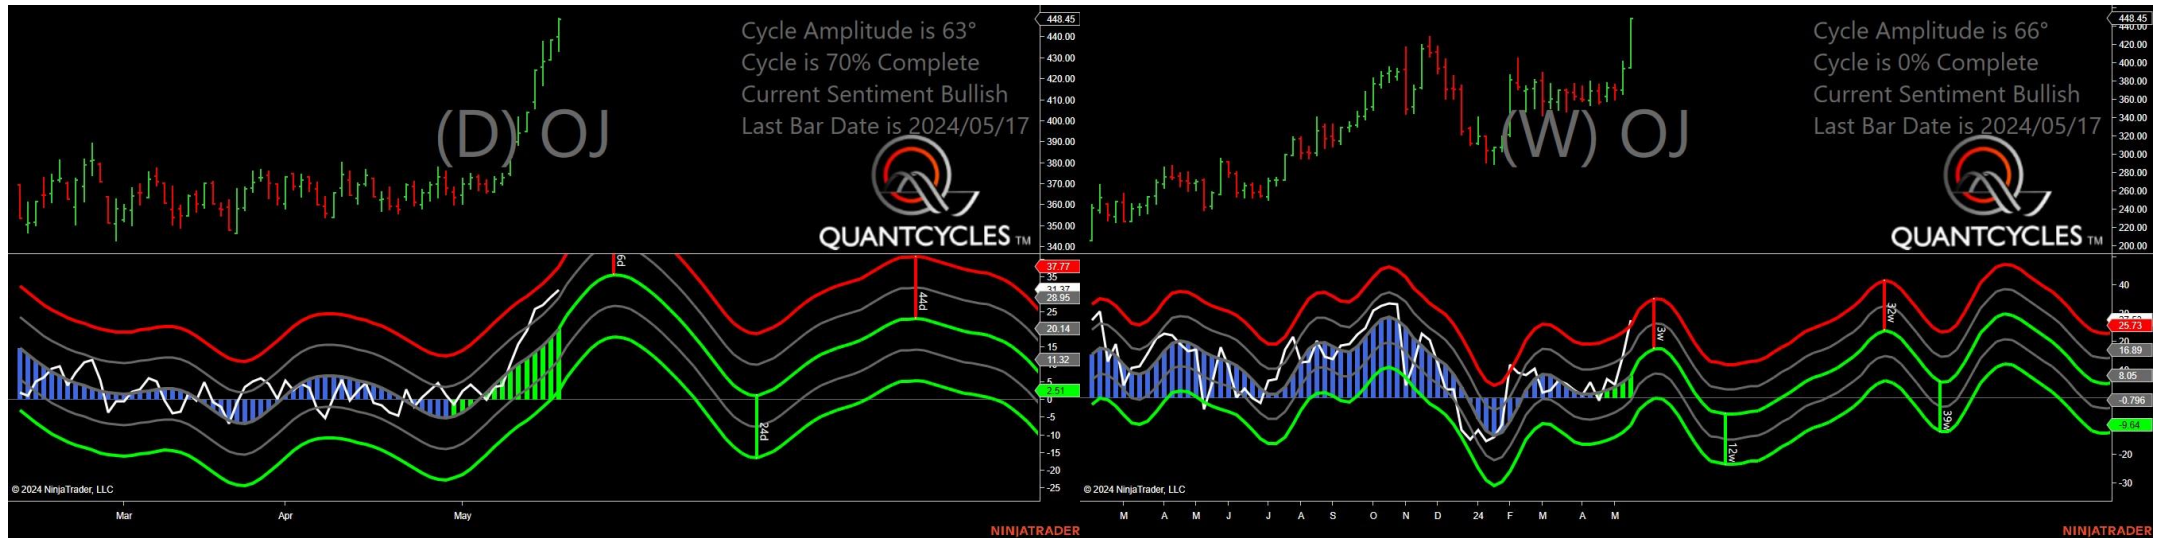 Cycle Amplitude is 63°
Cycle is 70% Complete
Current Sentiment Bullish
Last Bar Date is 2024/05/17
(D) OJ
QUANTCYCLES TM
448.45
440.00
430.00
420.00
410.00
400.00
390.00
380.00
370.00
360.00
350.00
340.00
6d
44d
24d
37.77
35
31.37
28.95
25
20.14
15
11.32
5
2.51
0
-5
-10
-15
-20
-25
© 2024 NinjaTrader, LLC
Mar
Apr
May
NINJATRADER
Cycle Amplitude is 66°
Cycle is 0% Complete
Current Sentiment Bullish
Last Bar Date is 2024/05/17
(W) OJ
QUANTCYCLES TM
448.45
440.00
420.00
400.00
380.00
360.00
340.00
320.00
300.00
280.00
260.00
240.00
220.00
200.00
3w
32w
12w
39w
40
25.73
20
16.89
8.05
-0.796
-9.64
-20
-30
© 2024 NinjaTrader, LLC
M A M J J A S O N D 24 F M A M
NINJATRADER